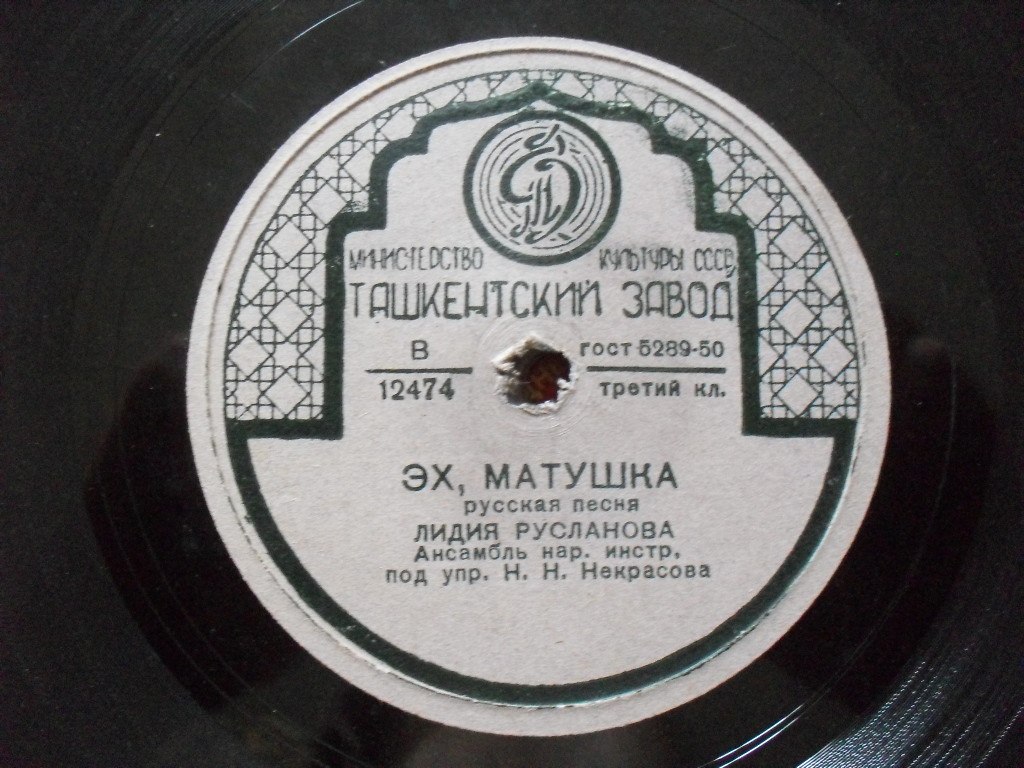 МИНИСТЕРСТВО КУЛЬТУРЫ СССР
ТАШКЕНТСКИЙ ЗАВОД
В ГОСТ 5289-50
12474 третий кл.
ЭХ, МАТУШКА
русская песня
ЛИДИЯ РУСЛАНОВА
Ансамбль нар. инстр.
под упр. Н. Н. Некрасова